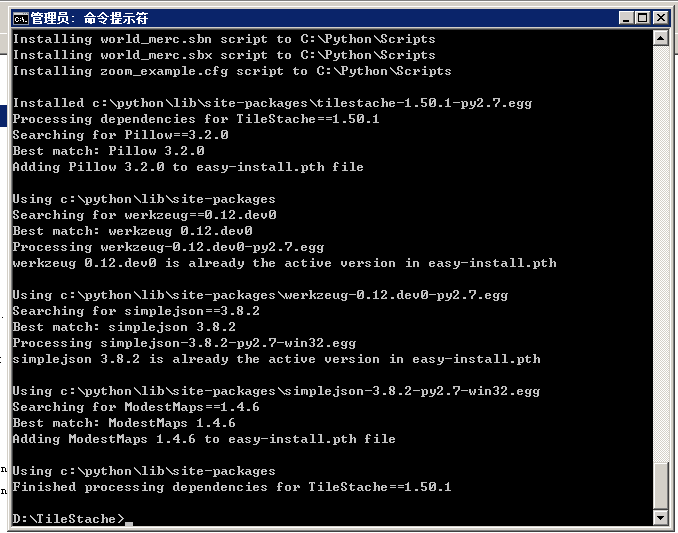 管理员: 命令提示符
Installing world_merc.sbn script to C:\Python\Scripts
Installing world_merc.sbx script to C:\Python\Scripts
Installing zoom_example.cfg script to C:\Python\Scripts
Installed c:\python\lib\site-packages\tilestache-1.50.1-py2.7.egg
Processing dependencies for TileStache==1.50.1
Searching for Pillow==3.2.0
Best match: Pillow 3.2.0
Adding Pillow 3.2.0 to easy-install.pth file
Using c:\python\lib\site-packages
Searching for werkzeug==0.12.dev0
Best match: werkzeug 0.12.dev0
Processing werkzeug-0.12.dev0-py2.7.egg
werkzeug 0.12.dev0 is already the active version in easy-install.pth
Using c:\python\lib\site-packages\werkzeug-0.12.dev0-py2.7.egg
Searching for simplejson==3.8.2
Best match: simplejson 3.8.2
Processing simplejson-3.8.2-py2.7-win32.egg
simplejson 3.8.2 is already the active version in easy-install.pth
Using c:\python\lib\site-packages\simplejson-3.8.2-py2.7-win32.egg
Searching for ModestMaps==1.4.6
Best match: ModestMaps 1.4.6
Adding ModestMaps 1.4.6 to easy-install.pth file
Using c:\python\lib\site-packages
Finished processing dependencies for TileStache==1.50.1
D:\TileStache>